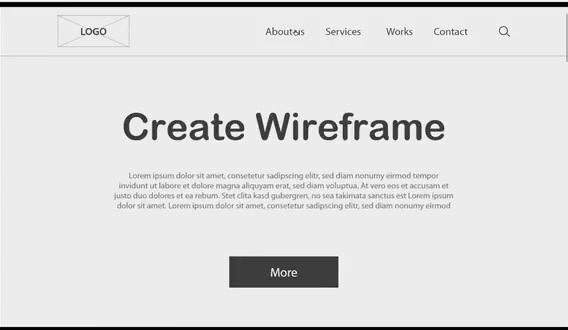 LOGO
About us Services Works Contact
Create Wireframe
Lorem ipsum dolor sit amet, consetetur sadipscing elitr, sed diam nonumy eirmod tempor
invidunt ut labore et dolore magna aliquyam erat, sed diam voluptua. At vero eos et accusam et
justo duo dolores et ea rebum. Stet clita kasd gubergren, no sea takimata sanctus est Lorem ipsum
dolor sit amet. Lorem ipsum dolor sit amet, consetetur sadipscing elitr, sed diam nonumy eirmod
More